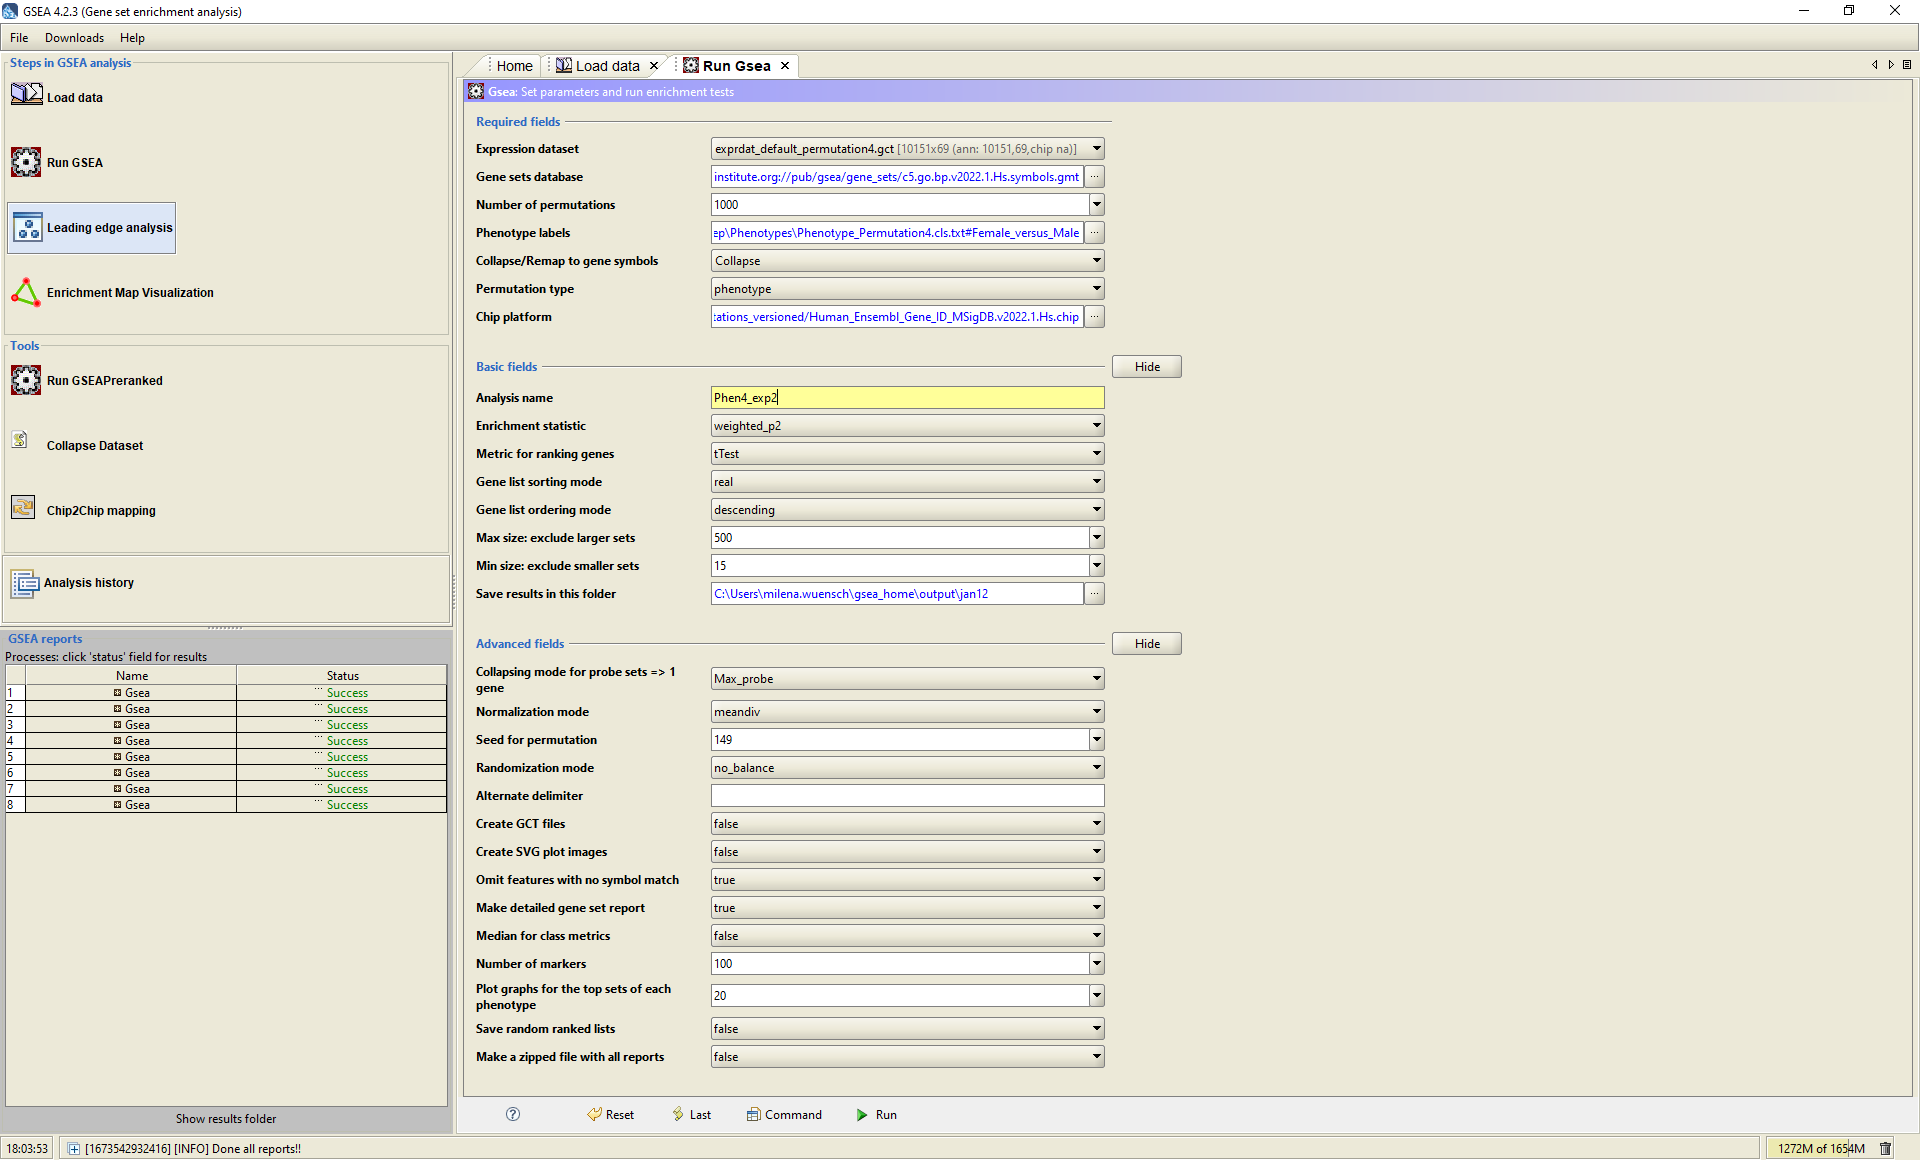 GSEA 4.2.3 (Gene set enrichment analysis)
File Downloads Help
Steps in GSEA analysis
Load data
Run GSEA
Leading edge analysis
Enrichment Map Visualization
Tools
Run GSEAPreranked
Collapse Dataset
Chip2Chip mapping
Analysis history
GSEA reports
Processes: click 'status' field for results
Name Status
1 Gsea ... Success
2 Gsea ... Success
3 Gsea ... Success
4 Gsea ... Success
5 Gsea ... Success
6 Gsea ... Success
7 Gsea ... Success
8 Gsea ... Success
Show results folder
Home Load data Run Gsea
Gsea: Set parameters and run enrichment tests
Required fields
Expression dataset exprdat_default_permutation4.gct [10151x69 (ann: 10151,69,chip na)]
Gene sets database institute.org://pub/gsea/gene_sets/c5.go.bp.v2022.1.Hs.symbols.gmt ...
Number of permutations 1000
Phenotype labels ep\Phenotypes\Phenotype_Permutation4.cls.txt#Female_versus_Male ...
Collapse/Remap to gene symbols Collapse
Permutation type phenotype
Chip platform tations_versioned/Human_Ensembl_Gene_ID_MSigDB.v2022.1.Hs.chip ...
Basic fields Hide
Analysis name Phen4_exp2
Enrichment statistic weighted_p2
Metric for ranking genes tTest
Gene list sorting mode real
Gene list ordering mode descending
Max size: exclude larger sets 500
Min size: exclude smaller sets 15
Save results in this folder C:\Users\milena.wuensch\gsea_home\output\jan12 ...
Advanced fields Hide
Collapsing mode for probe sets => 1
gene Max_probe
Normalization mode meandiv
Seed for permutation 149
Randomization mode no_balance
Alternate delimiter
Create GCT files false
Create SVG plot images false
Omit features with no symbol match true
Make detailed gene set report true
Median for class metrics false
Number of markers 100
Plot graphs for the top sets of each
phenotype 20
Save random ranked lists false
Make a zipped file with all reports false
? Reset Last Command Run
18:03:53 [1673542932416] [INFO] Done all reports!! 1272M of 1654M